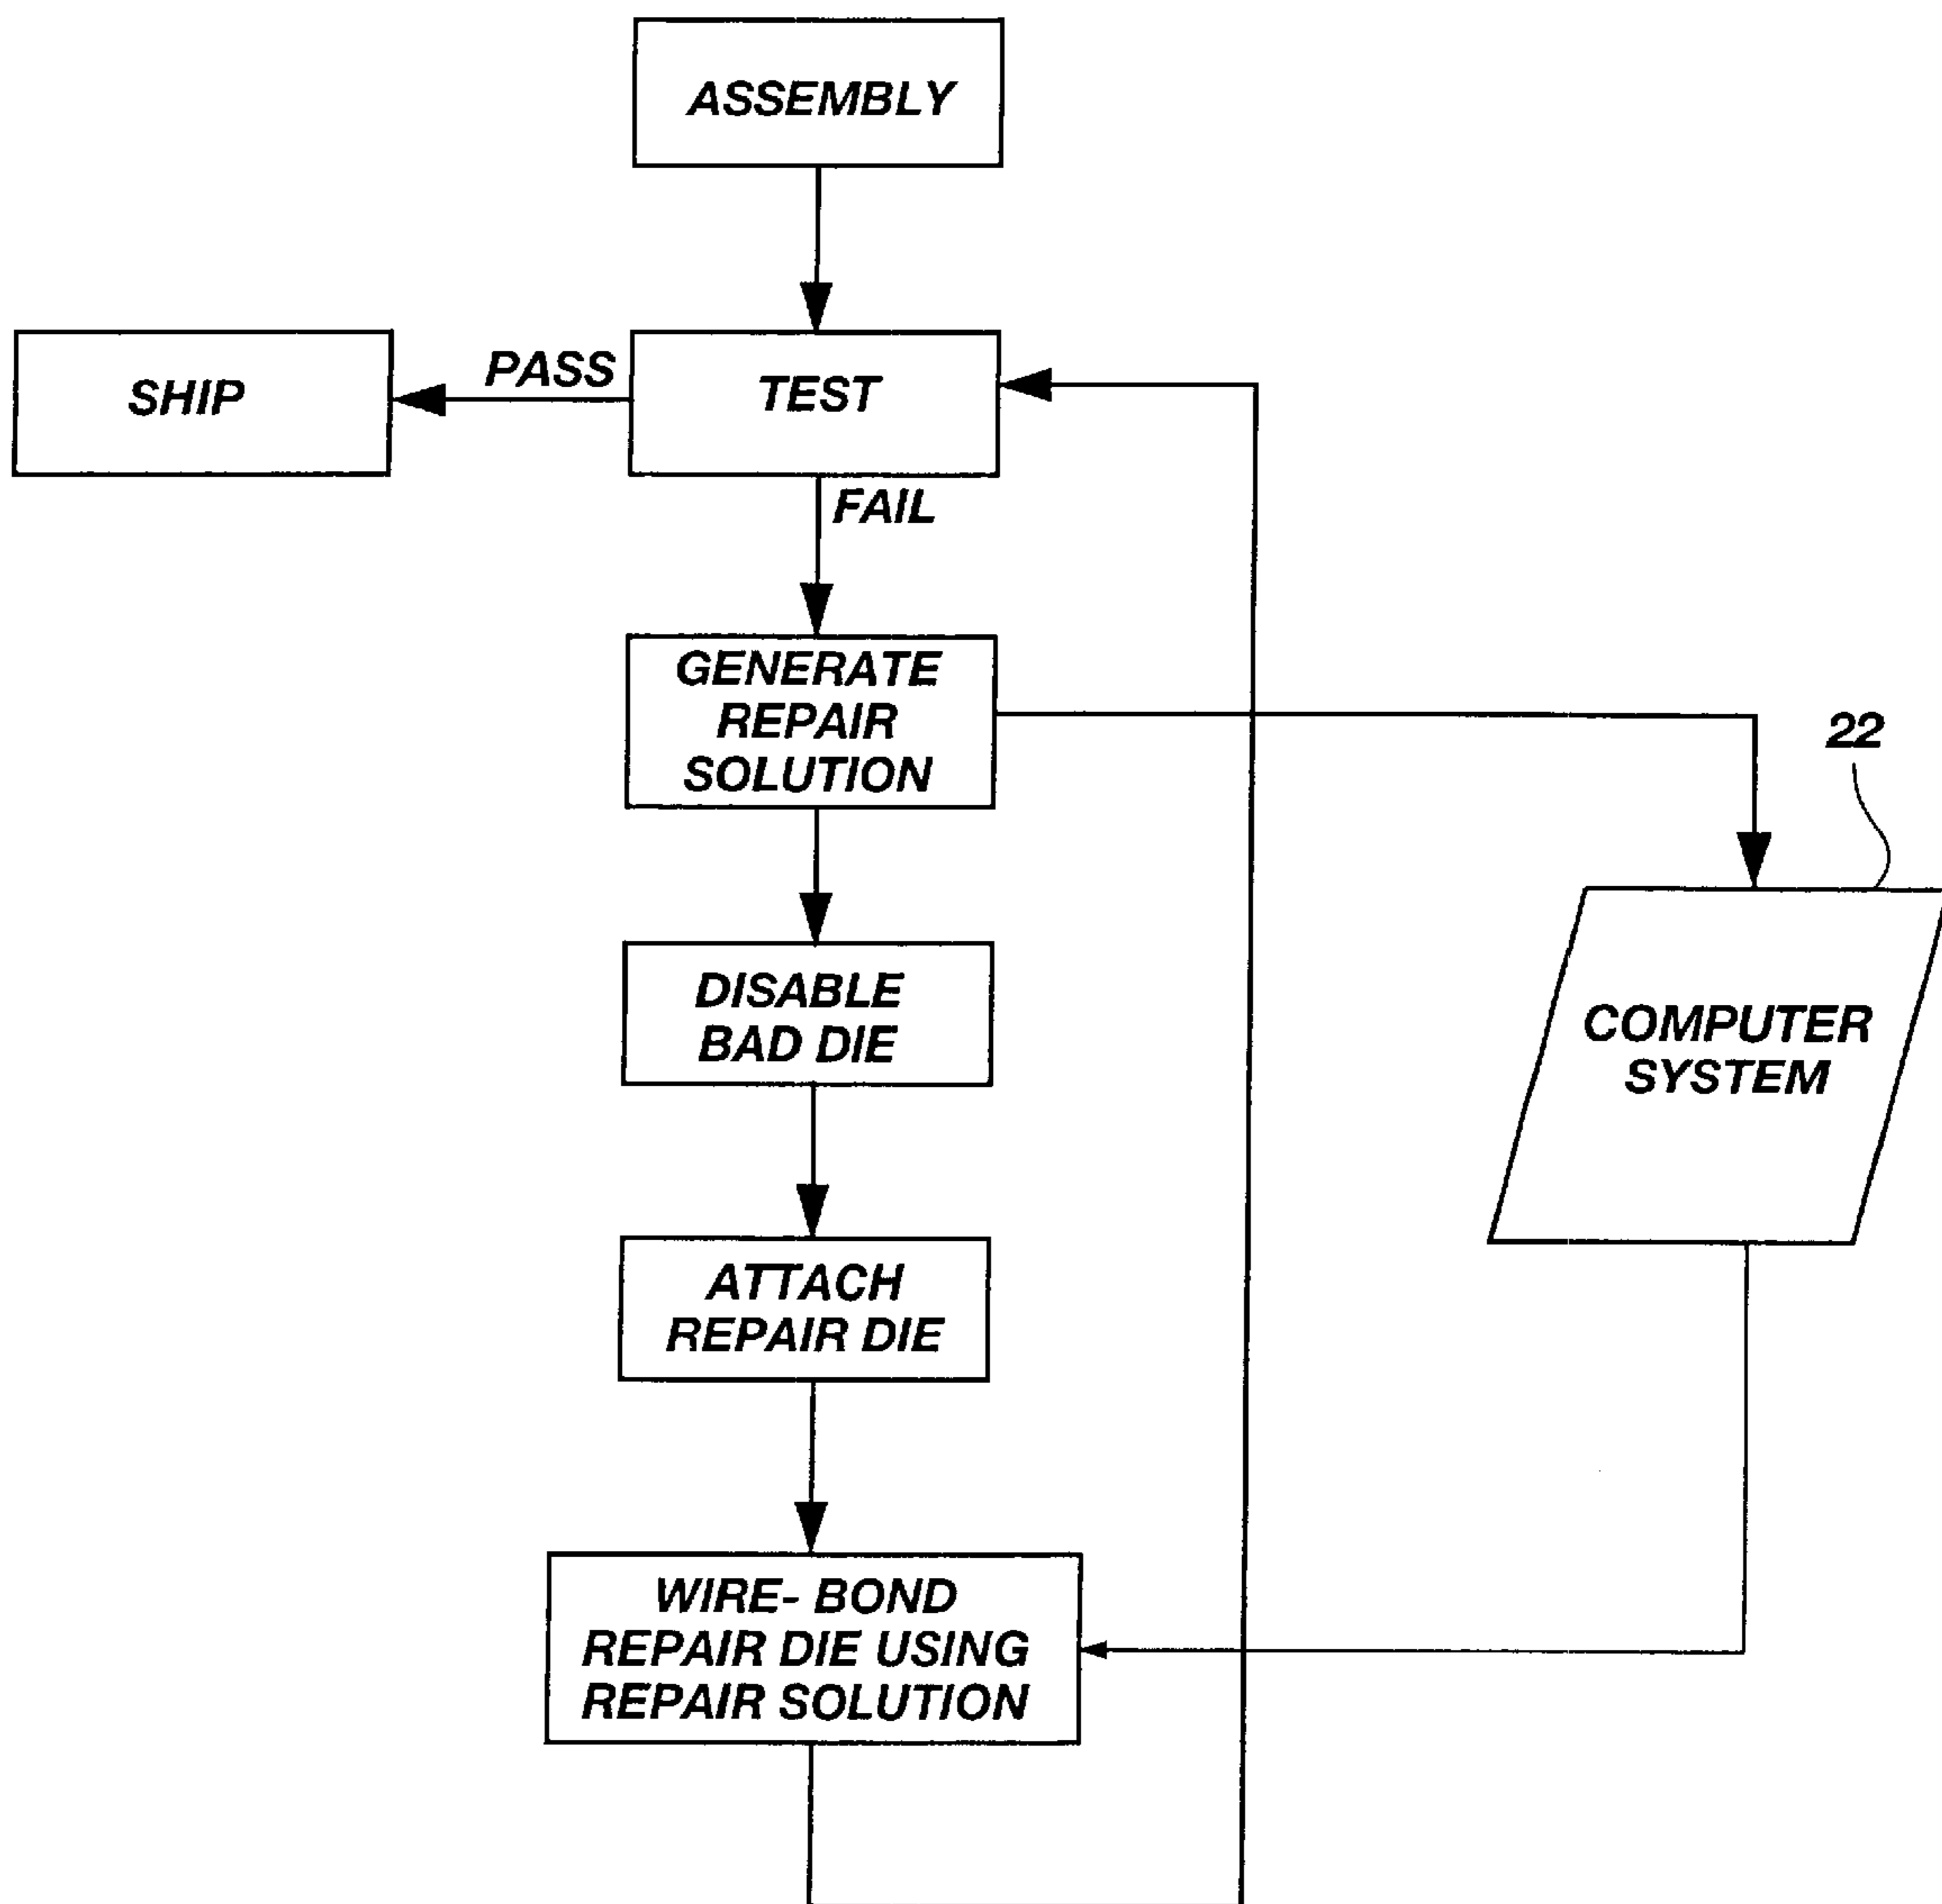 ASSEMBLY
SHIP
PASS
TEST
FAIL
GENERATE
REPAIR
SOLUTION
22
DISABLE
BAD DIE
COMPUTER
SYSTEM
ATTACH
REPAIR DIE
WIRE- BOND
REPAIR DIE USING
REPAIR SOLUTION